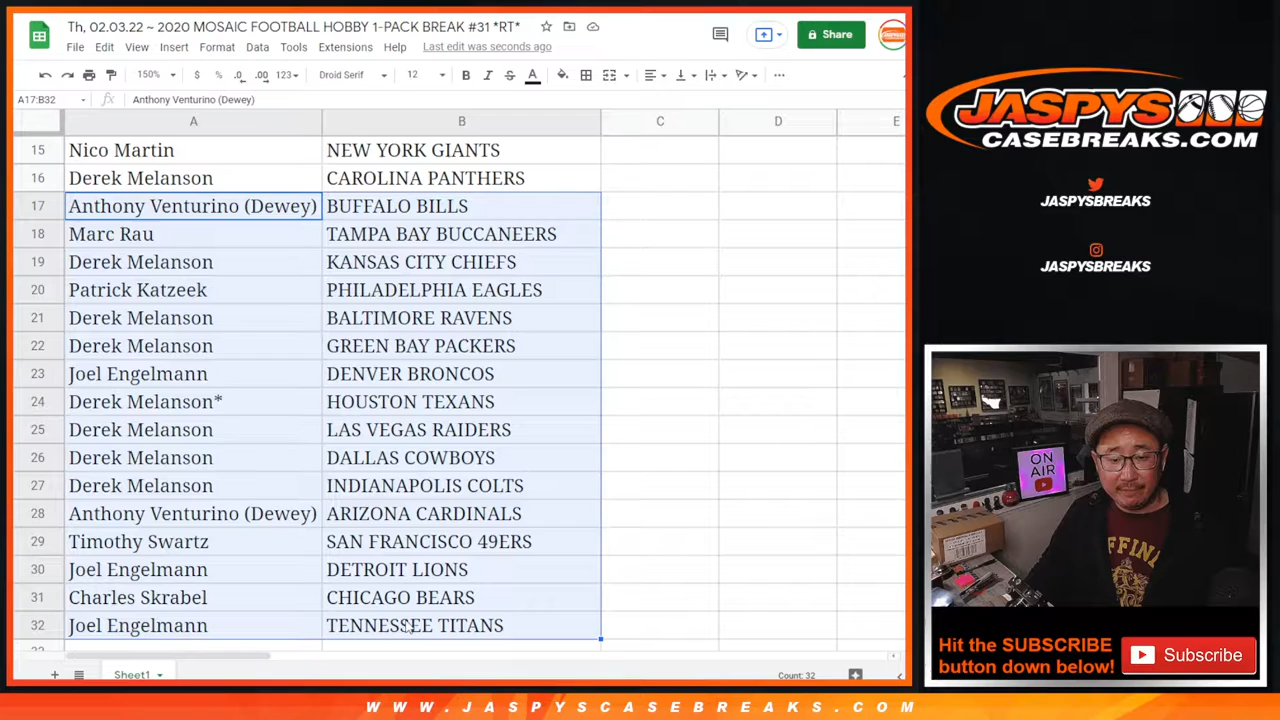 Th, 02.03.22 ~ 2020 MOSAIC FOOTBALL HOBBY 1-PACK BREAK #31 *RT*
File Edit View Insert Format Data Tools Extensions Help Last edit was seconds ago
Share
150% $ % .0 .00 123 Droid Serif 12 B I S A
A17:B32 fx Anthony Venturino (Dewey)
A B C D E
15 Nico Martin NEW YORK GIANTS
16 Derek Melanson CAROLINA PANTHERS
17 Anthony Venturino (Dewey) BUFFALO BILLS
18 Marc Rau TAMPA BAY BUCCANEERS
19 Derek Melanson KANSAS CITY CHIEFS
20 Patrick Katzeek PHILADELPHIA EAGLES
21 Derek Melanson BALTIMORE RAVENS
22 Derek Melanson GREEN BAY PACKERS
23 Joel Engelmann DENVER BRONCOS
24 Derek Melanson* HOUSTON TEXANS
25 Derek Melanson LAS VEGAS RAIDERS
26 Derek Melanson DALLAS COWBOYS
27 Derek Melanson INDIANAPOLIS COLTS
28 Anthony Venturino (Dewey) ARIZONA CARDINALS
29 Timothy Swartz SAN FRANCISCO 49ERS
30 Joel Engelmann DETROIT LIONS
31 Charles Skrabel CHICAGO BEARS
32 Joel Engelmann TENNESSEE TITANS
Sheet1
Count: 32
JASPYS
CASEBREAKS.COM
JASPYSBREAKS
JASPYSBREAKS
ON
AIR
Hit the SUBSCRIBE
button down below!
Subscribe
WWW.JASPYSCASEBREAKS.COM